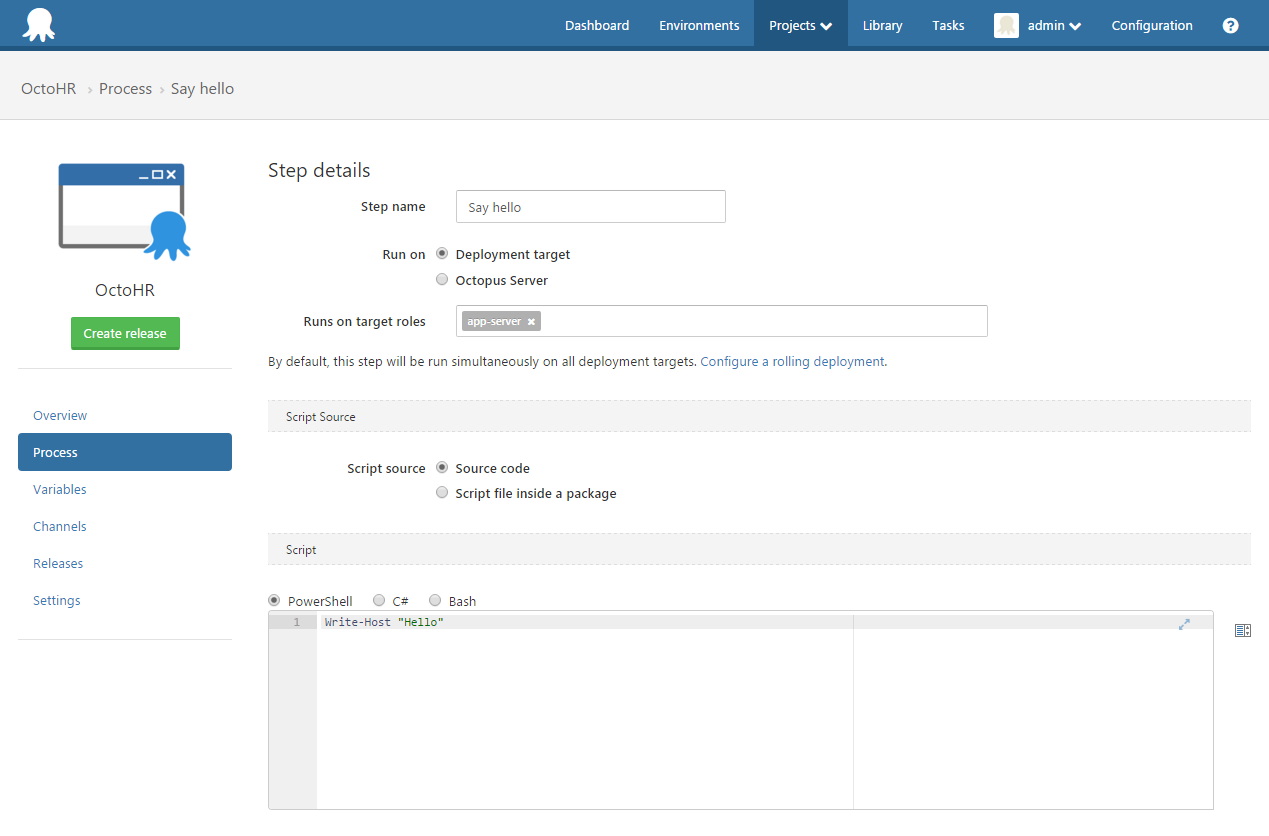 Dashboard Environments Projects Library Tasks admin Configuration ?
OctoHR › Process › Say hello
OctoHR
Create release
Overview
Process
Variables
Channels
Releases
Settings
Step details
Step name Say hello
Run on Deployment target
Octopus Server
Runs on target roles app-server ×
By default, this step will be run simultaneously on all deployment targets. Configure a rolling deployment.
Script Source
Script source Source code
Script file inside a package
Script
PowerShell C# Bash
1 Write-Host "Hello"